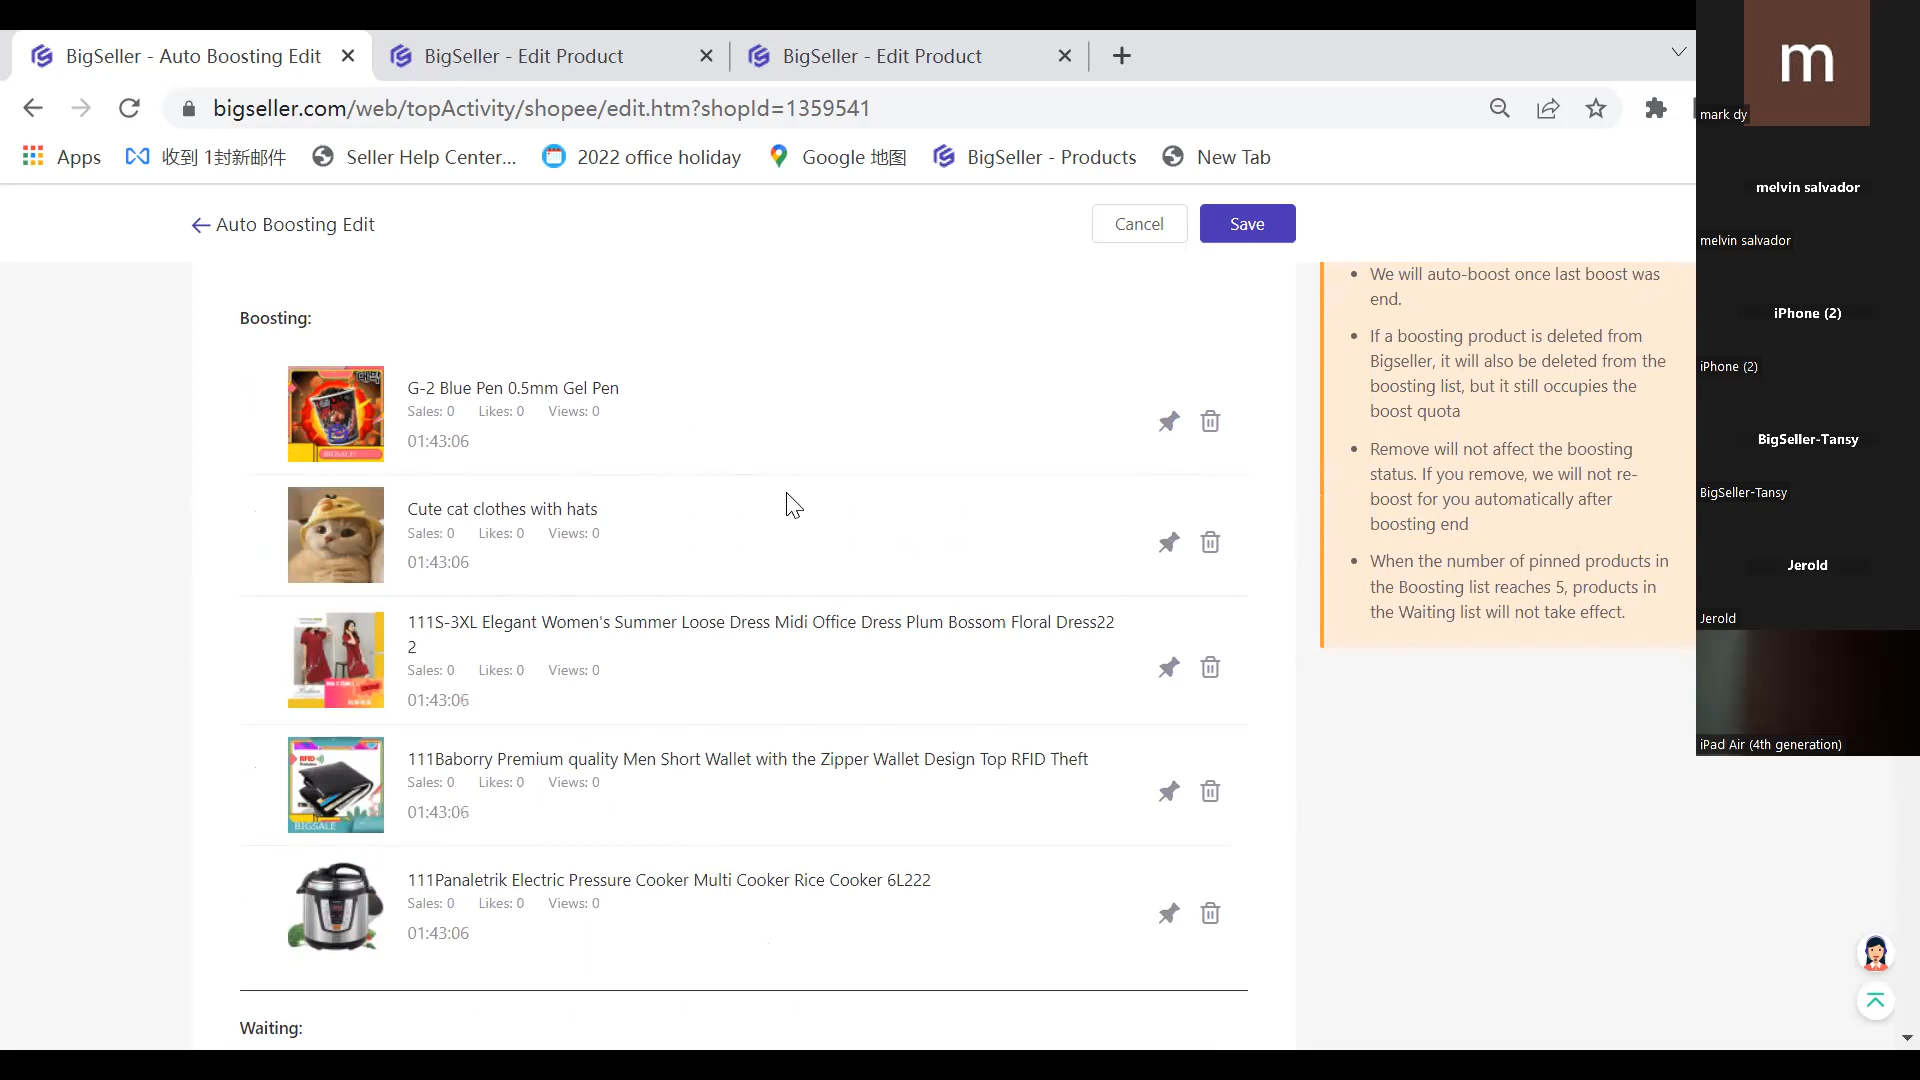 BigSeller - Auto Boosting Edit
BigSeller - Edit Product
BigSeller - Edit Product
bigseller.com/web/topActivity/shopee/edit.htm?shopId=1359541
Apps
收到 1封新邮件
Seller Help Center...
2022 office holiday
Google 地图
BigSeller - Products
New Tab
Auto Boosting Edit
Cancel
Save
Boosting:
G-2 Blue Pen 0.5mm Gel Pen
Sales: 0 Likes: 0 Views: 0
01:43:06
Cute cat clothes with hats
Sales: 0 Likes: 0 Views: 0
01:43:06
111S-3XL Elegant Women's Summer Loose Dress Midi Office Dress Plum Bossom Floral Dress22
2
Sales: 0 Likes: 0 Views: 0
01:43:06
111Baborry Premium quality Men Short Wallet with the Zipper Wallet Design Top RFID Theft
Sales: 0 Likes: 0 Views: 0
01:43:06
RFID
BIGSALE
111Panaletrik Electric Pressure Cooker Multi Cooker Rice Cooker 6L222
Sales: 0 Likes: 0 Views: 0
01:43:06
Waiting:
We will auto-boost once last boost was
end.
If a boosting product is deleted from
Bigseller, it will also be deleted from the
boosting list, but it still occupies the
boost quota
Remove will not affect the boosting
status. If you remove, we will not re-
boost for you automatically after
boosting end
When the number of pinned products in
the Boosting list reaches 5, products in
the Waiting list will not take effect.
m
mark dy
melvin salvador
melvin salvador
iPhone (2)
iPhone (2)
BigSeller-Tansy
BigSeller-Tansy
Jerold
Jerold
iPad Air (4th generation)